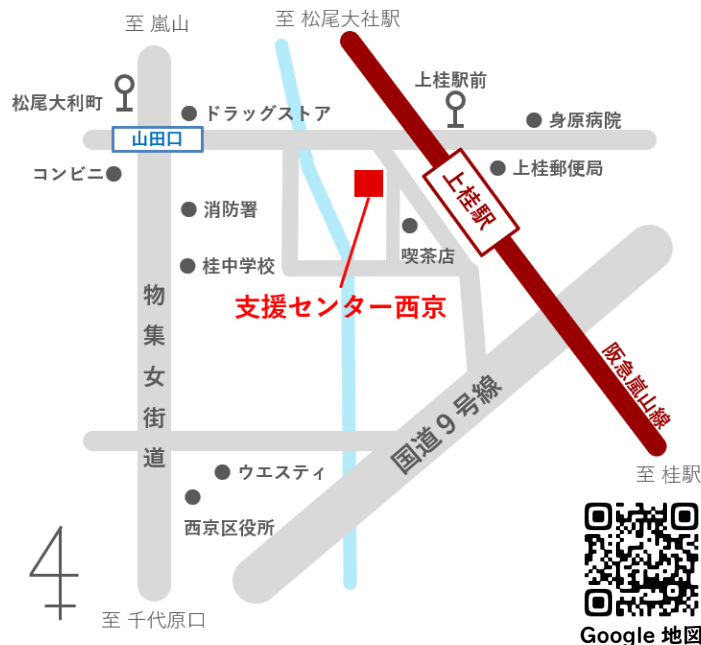 至 嵐山
至 松尾大社駅
松尾大利町
ドラッグストア
上桂駅前
身原病院
山田口
コンビニ
上桂郵便局
上桂駅
消防署
喫茶店
桂中学校
支援センター西京
物集女街道
阪急嵐山線
国道9号線
ウエスティ
至 桂駅
西京区役所
至 千代原口
Google 地図